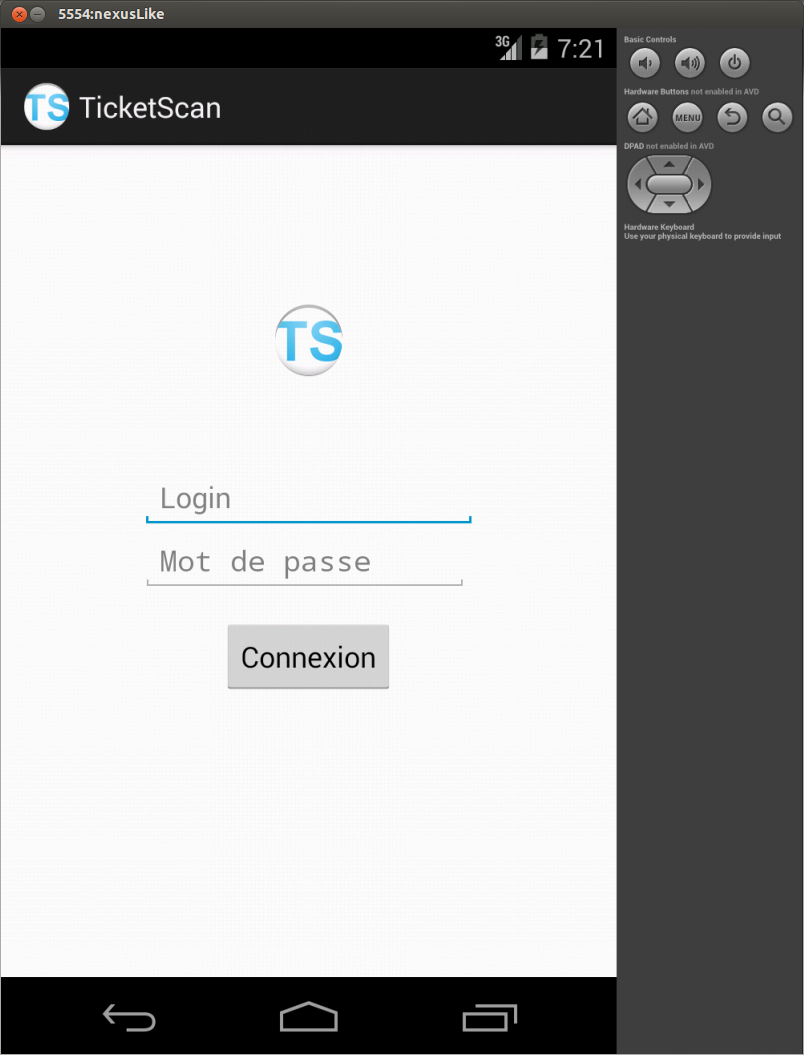 5554:nexusLike
3G 7:21
TS TicketScan
TS
Login
Mot de passe
Connexion
Basic Controls
Hardware Buttons not enabled in AVD
MENU
DPAD not enabled in AVD
Hardware Keyboard
Use your physical keyboard to provide input